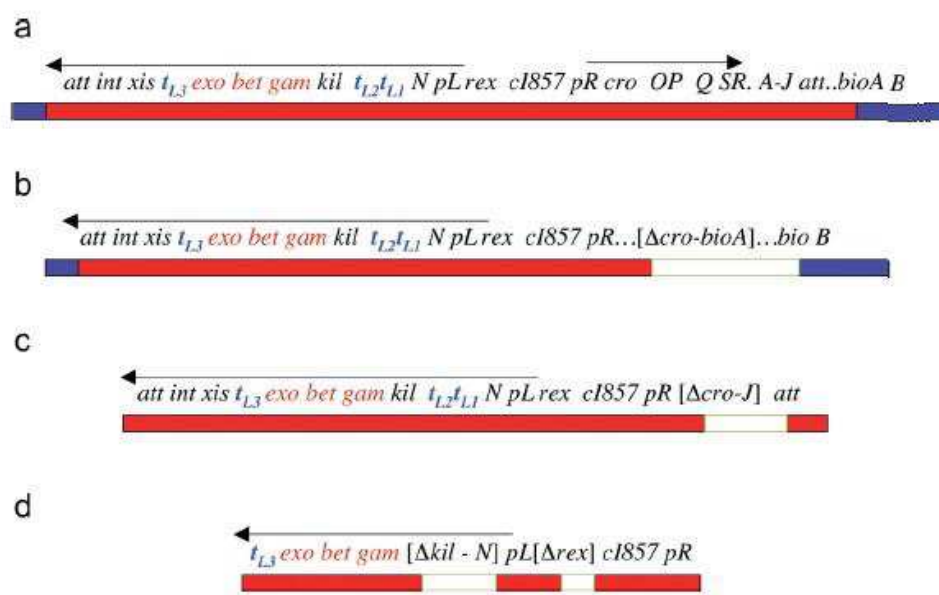 a
att int xis tL3 exo bet gam kil tL2tL1 N pL rex cI857 pR cro OP Q SR. A-J att..bioA B
b
att int xis tL3 exo bet gam kil tL2tL1 N pL rex cI857 pR...[Δcro-bioA]...bio B
c
att int xis tL3 exo bet gam kil tL2tL1 N pL rex cI857 pR [Δcro-J] att
d
tL3 exo bet gam [Δkil - N] pL[Δrex] cI857 pR